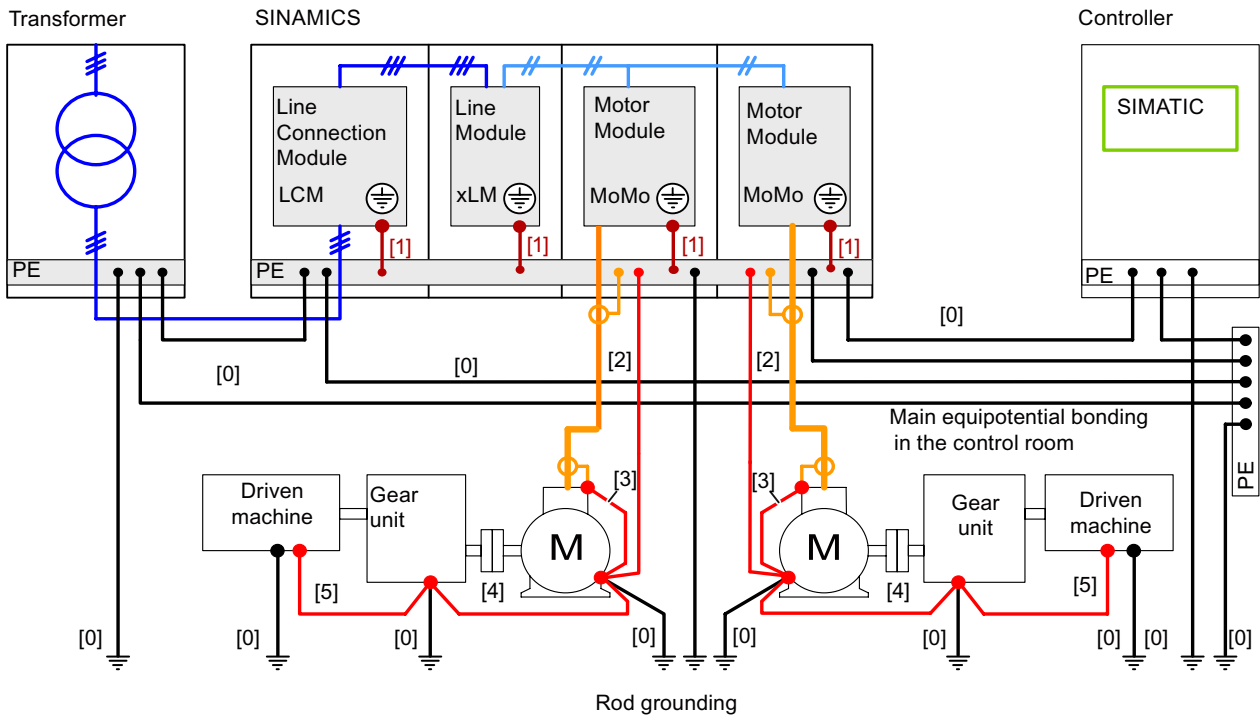 Transformer
SINAMICS
Controller
Line
Connection
Module
LCM
Line
Module
xLM
Motor
Module
MoMo
Motor
Module
MoMo
SIMATIC
[1]
[1]
[1]
[1]
PE
PE
PE
[0]
[0]
[0]
[2]
[2]
Main equipotential bonding
in the control room
PE
Driven
machine
Gear
unit
[3]
M
[3]
M
Gear
unit
Driven
machine
[5]
[4]
[4]
[5]
[0]
[0]
[0]
[0]
[0]
[0]
[0]
[0]
[0]
Rod grounding